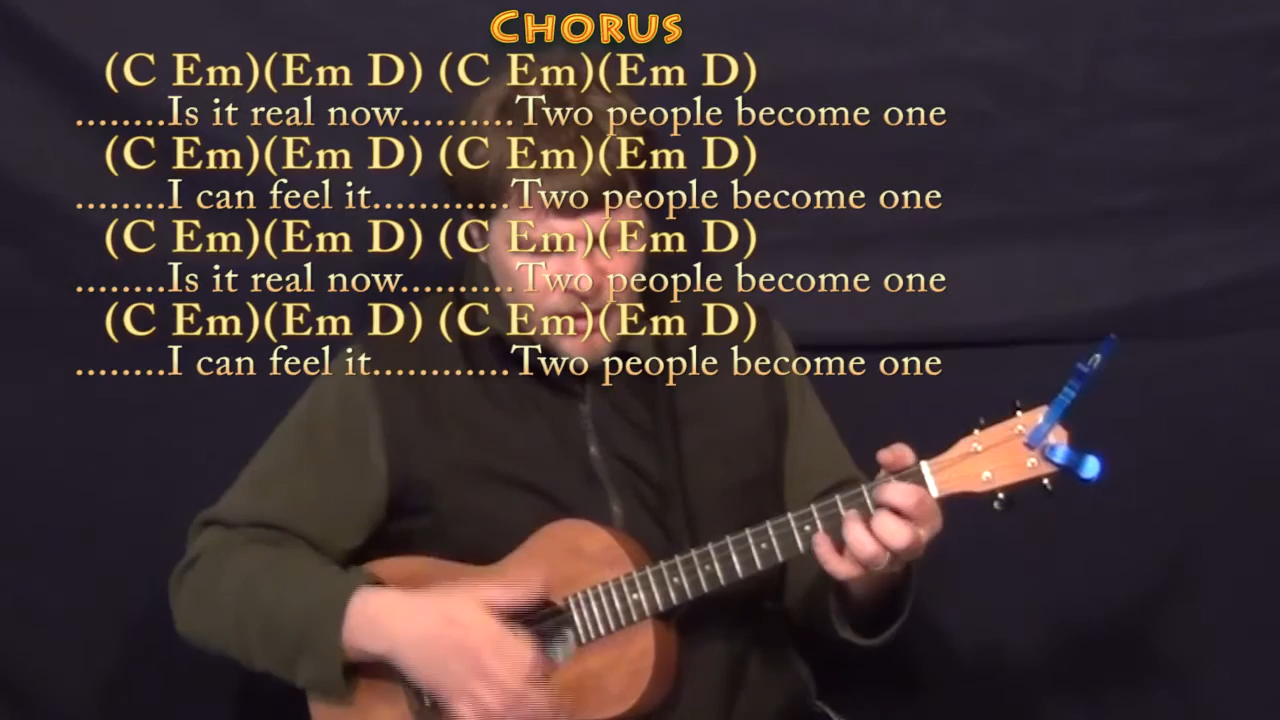 CHORUS
(C Em)(Em D) (C Em)(Em D)
........Is it real now..........Two people become one
(C Em)(Em D) (C Em)(Em D)
........I can feel it............Two people become one
(C Em)(Em D) (C Em)(Em D)
........Is it real now..........Two people become one
(C Em)(Em D) (C Em)(Em D)
........I can feel it............Two people become one